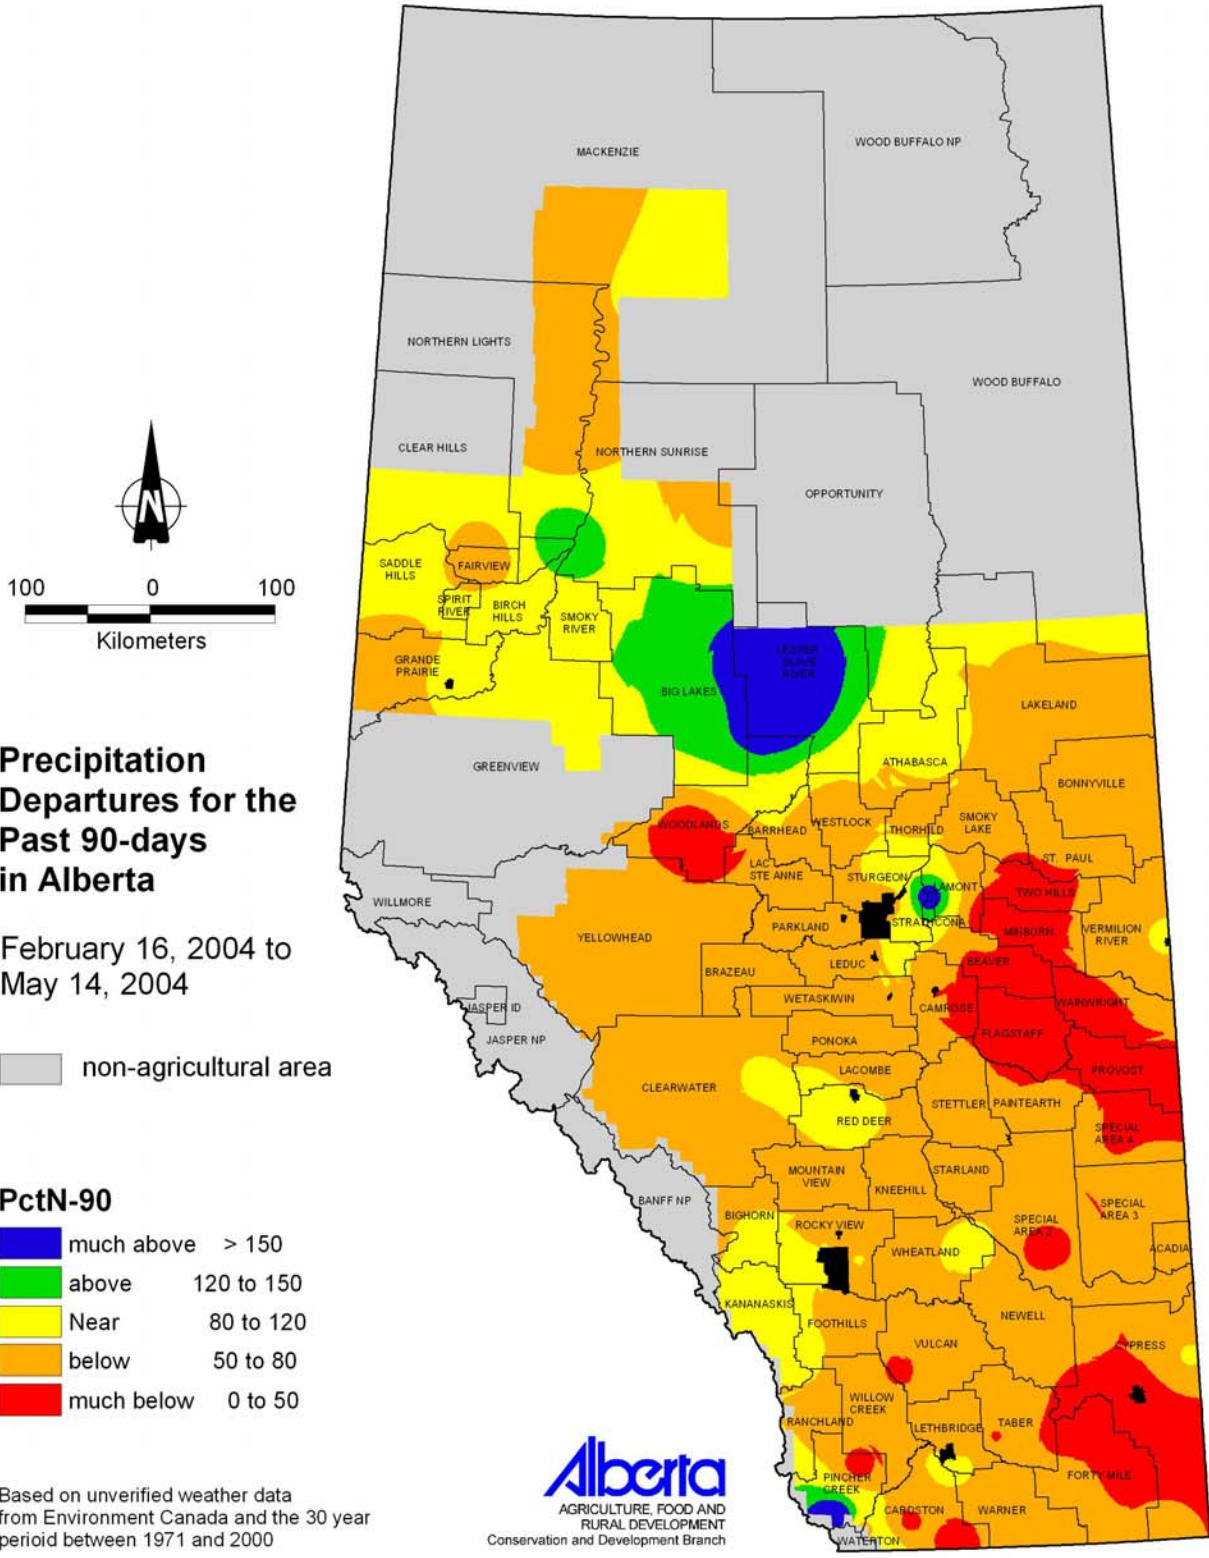 MACKENZIE
WOOD BUFFALO NP
NORTHERN LIGHTS
WOOD BUFFALO
CLEAR HILLS
NORTHERN SUNRISE
OPPORTUNITY
N
SADDLE
HILLS
FAIRVIEW
SPIRIT
RIVER
BIRCH
HILLS
SMOKY
RIVER
100 0 100
Kilometers
GRANDE
PRAIRIE
LESSER
SLAVE
RIVER
BIG LAKES
LAKELAND
GREENVIEW
ATHABASCA
BONNYVILLE
Precipitation
Departures for the
Past 90-days
in Alberta
February 16, 2004 to
May 14, 2004
WOODLANDS
BARRHEAD
WESTLOCK
THORHILD
SMOKY
LAKE
ST. PAUL
LAC
STE ANNE
STURGEON
LAMONT
TWO HILLS
WILLMORE
YELLOWHEAD
PARKLAND
STRATHCONA
MINBURN
VERMILION
RIVER
BRAZEAU
LEDUC
BEAVER
JASPER ID
WETASKIWIN
CAMROSE
WAINWRIGHT
JASPER NP
PONOKA
FLAGSTAFF
non-agricultural area
CLEARWATER
LACOMBE
PROVOST
RED DEER
STETTLER
PAINTEARTH
SPECIAL
AREA 4
MOUNTAIN
VIEW
KNEEHILL
STARLAND
BANFF NP
BIGHORN
ROCKY VIEW
WHEATLAND
SPECIAL
AREA 2
SPECIAL
AREA 3
ACADIA
PctN-90
much above > 150
above 120 to 150
Near 80 to 120
below 50 to 80
much below 0 to 50
KANANASKIS
FOOTHILLS
VULCAN
NEWELL
CYPRESS
RANCHLAND
WILLOW
CREEK
LETHBRIDGE
TABER
PINCHER
CREEK
FORTY MILE
CARDSTON
WARNER
WATERTON
Based on unverified weather data
from Environment Canada and the 30 year
perioid between 1971 and 2000
Alberta
AGRICULTURE, FOOD AND
RURAL DEVELOPMENT
Conservation and Development Branch